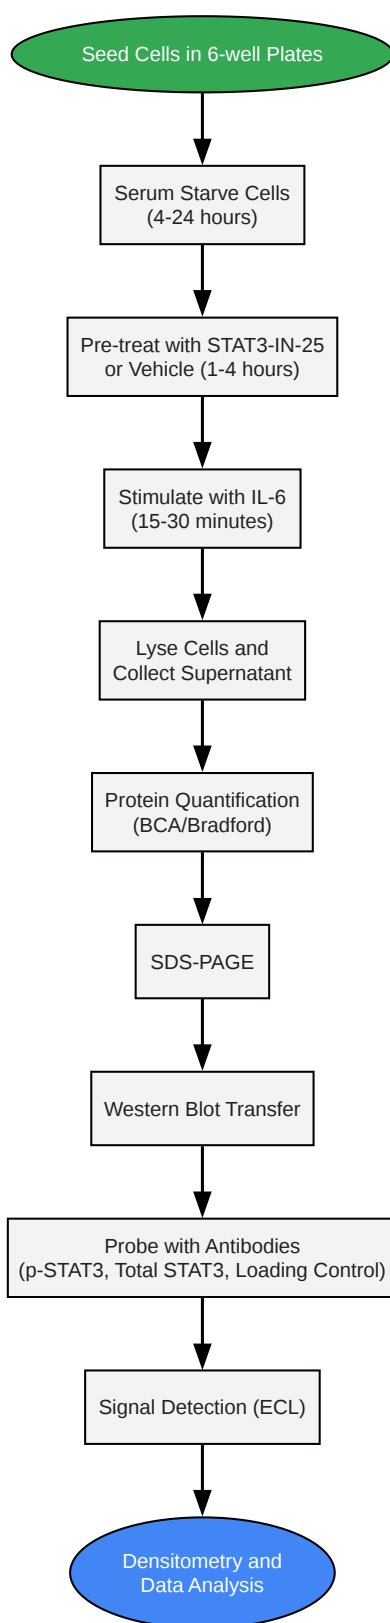 Seed Cells in 6-well Plates
Serum Starve Cells
(4-24 hours)
Pre-treat with STAT3-IN-25
or Vehicle (1-4 hours)
Stimulate with IL-6
(15-30 minutes)
Lyse Cells and
Collect Supernatant
Protein Quantification
(BCA/Bradford)
SDS-PAGE
Western Blot Transfer
Probe with Antibodies
(p-STAT3, Total STAT3, Loading Control)
Signal Detection (ECL)
Densitometry and
Data Analysis